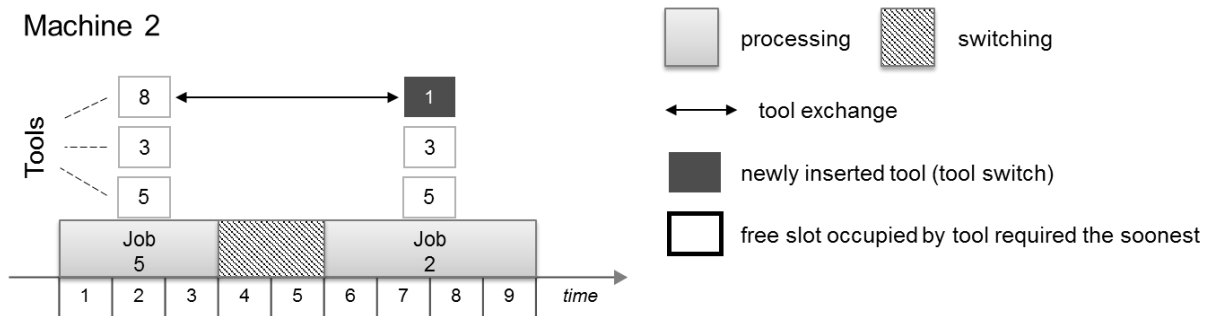 Machine 2
processing
switching
8
1
tool exchange
Tools
3
3
newly inserted tool (tool switch)
5
5
free slot occupied by tool required the soonest
Job
5
Job
2
1 2 3 4 5 6 7 8 9 time